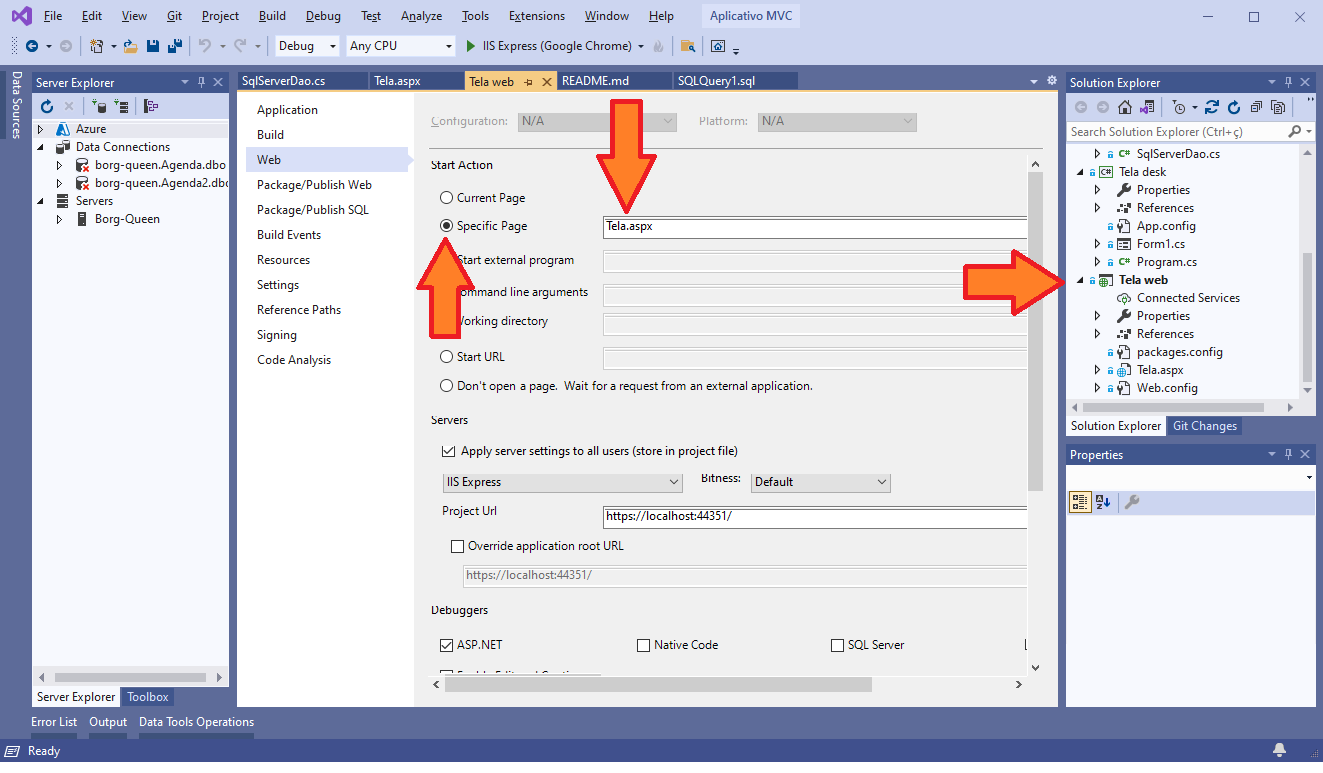 File Edit View Git Project Build Debug Test Analyze Tools Extensions Window Help Aplicativo MVC
Debug Any CPU IIS Express (Google Chrome)
Data Sources
Server Explorer
Azure
Data Connections
borg-queen.Agenda.dbo
borg-queen.Agenda2.dbo
Servers
Borg-Queen
Server Explorer Toolbox
SqlServerDao.cs Tela.aspx Tela web README.md SQLQuery1.sql
Application
Build
Web
Package/Publish Web
Package/Publish SQL
Build Events
Resources
Settings
Reference Paths
Signing
Code Analysis
Configuration: N/A Platform: N/A
Start Action
Current Page
Specific Page Tela.aspx
Start external program
ommand line arguments
Working directory
Start URL
Don't open a page. Wait for a request from an external application.
Servers
Apply server settings to all users (store in project file)
IIS Express Bitness: Default
Project Url https://localhost:44351/
Override application root URL
https://localhost:44351/
Debuggers
ASP.NET Native Code SQL Server
Solution Explorer
Search Solution Explorer (Ctrl+ç)
C# SqlServerDao.cs
C# Tela desk
Properties
References
App.config
Form1.cs
C# Program.cs
Tela web
Connected Services
Properties
References
packages.config
Tela.aspx
Web.config
Solution Explorer Git Changes
Properties
Error List Output Data Tools Operations
Ready